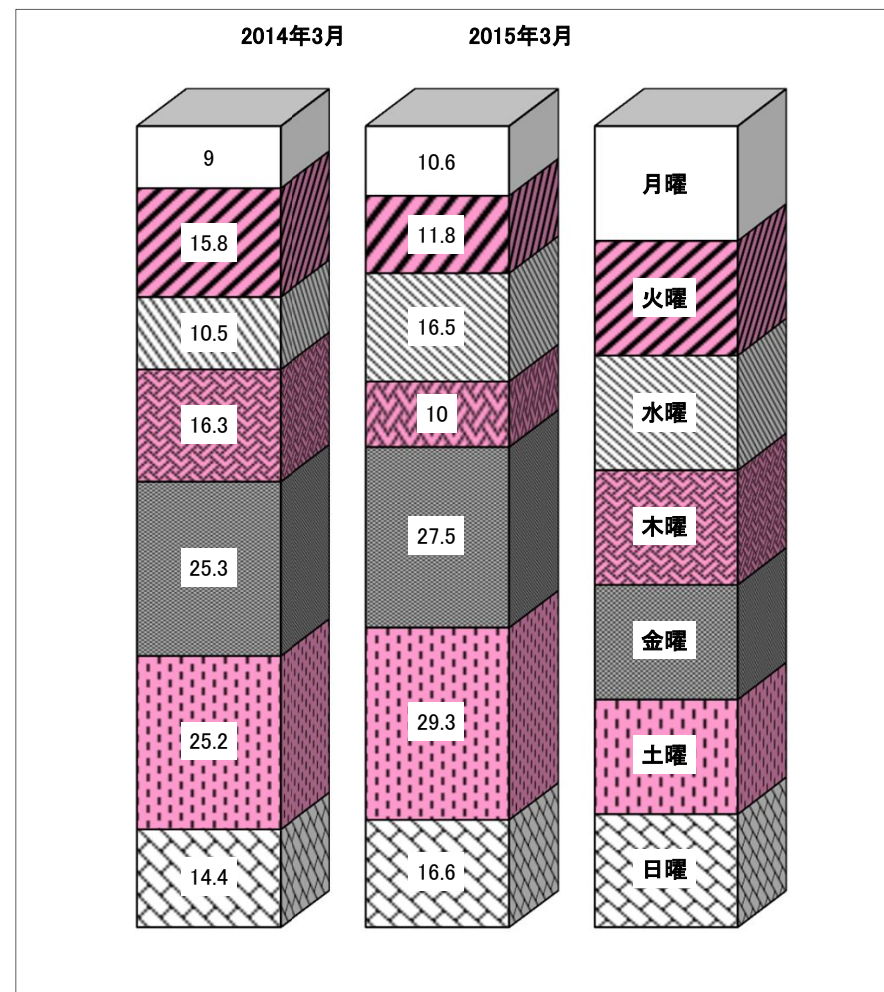 2014年3月 2015年3月
9 10.6 月曜
15.8 11.8 火曜
10.5 16.5 水曜
16.3 10 木曜
25.3 27.5 金曜
25.2 29.3 土曜
14.4 16.6 日曜